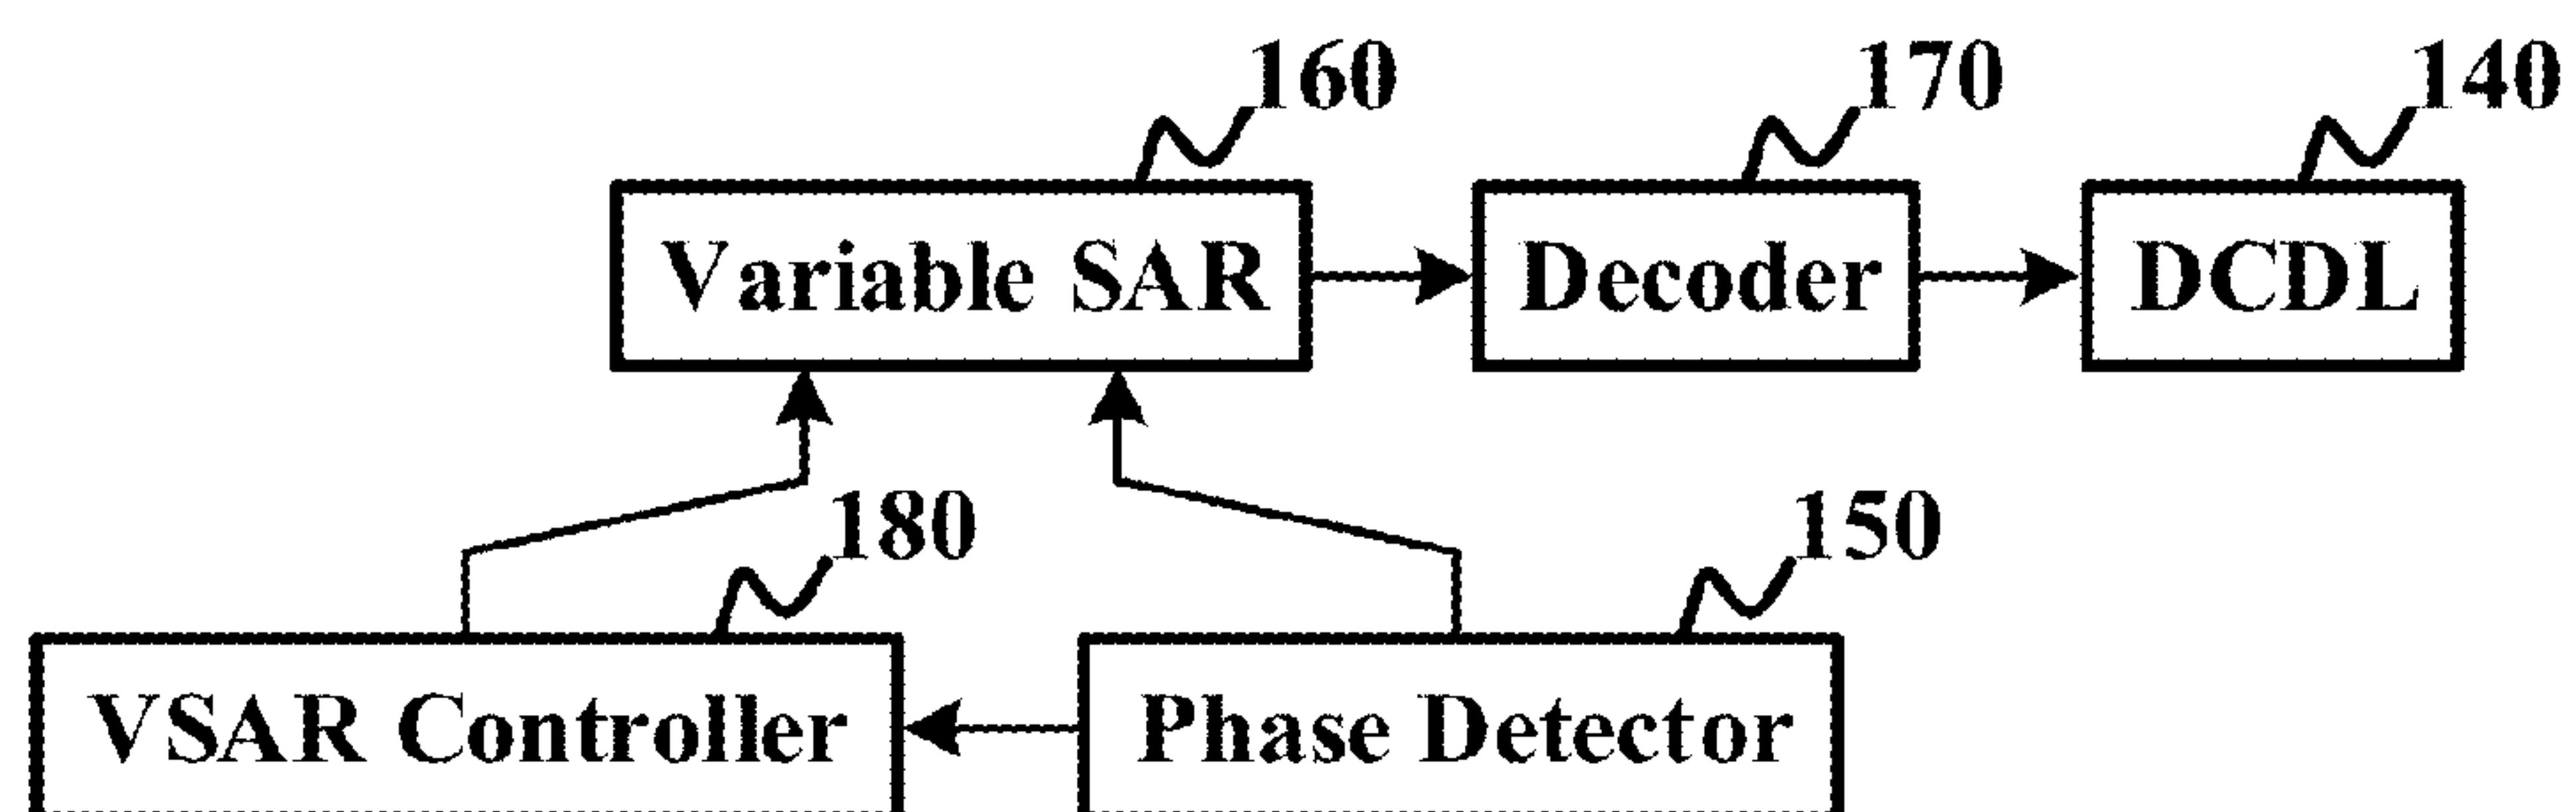 160 170 140
Variable SAR Decoder DCDL
180 150
VSAR Controller Phase Detector